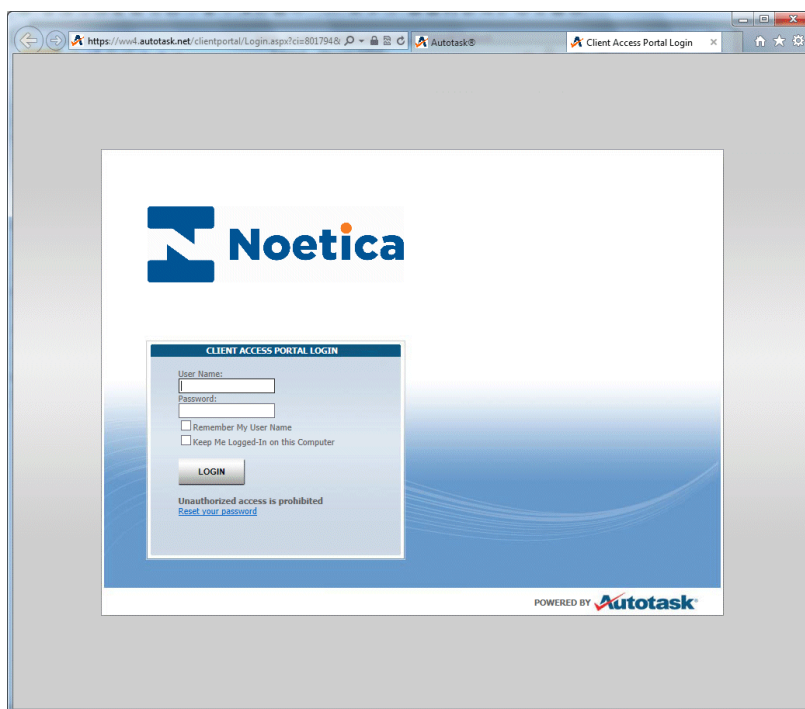 https://ww4.autotask.net/clientportal/Login.aspx?ci=801794& Autotask® Client Access Portal Login
Noetica
CLIENT ACCESS PORTAL LOGIN
User Name:
Password:
Remember My User Name
Keep Me Logged-In on this Computer
LOGIN
Unauthorized access is prohibited
Reset your password
POWERED BY Autotask®